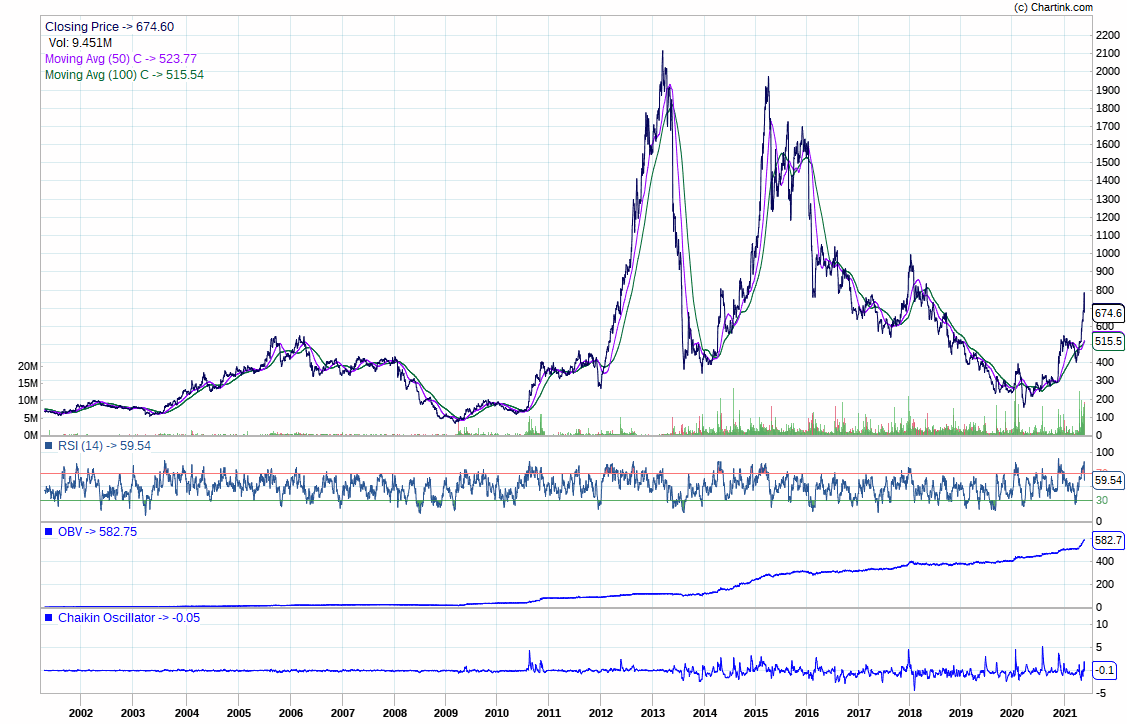 (c) Chartink.com
Closing Price -> 674.60
Vol: 9.451M
Moving Avg (50) C -> 523.77
Moving Avg (100) C -> 515.54
2200
2100
2000
1900
1800
1700
1600
1500
1400
1300
1200
1100
1000
900
800
674.6
600
515.5
400
300
200
100
0
20M
15M
10M
5M
0M
RSI (14) -> 59.54
100
70
59.54
30
0
OBV -> 582.75
582.7
400
200
0
Chaikin Oscillator -> -0.05
10
5
-0.1
-5
2002 2003 2004 2005 2006 2007 2008 2009 2010 2011 2012 2013 2014 2015 2016 2017 2018 2019 2020 2021